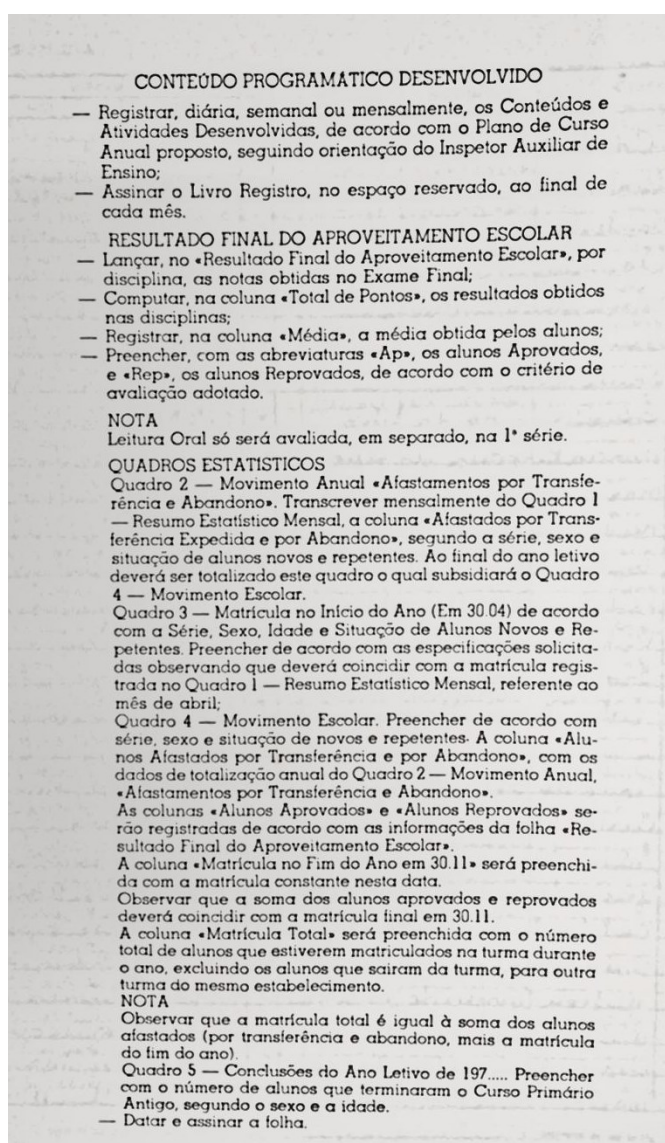 CONTEÚDO PROGRAMATICO DESENVOLVIDO
— Registrar, diária, semanal ou mensalmente, os Conteúdos e
Atividades Desenvolvidas, de acordo com o Plano de Curso
Anual proposto, seguindo orientação do Inspetor Auxiliar de
Ensino;
— Assinar o Livro Registro, no espaço reservado, ao final de
cada mês.
RESULTADO FINAL DO APROVEITAMENTO ESCOLAR
— Lançar, no «Resultado Final do Aproveitamento Escolar», por
disciplina, as notas obtidas no Exame Final;
— Computar, na coluna «Total de Pontos», os resultados obtidos
nas disciplinas;
— Registrar, na coluna «Média», a média obtida pelos alunos;
— Preencher, com as abreviaturas «Ap», os alunos Aprovados,
e «Rep», os alunos Reprovados, de acordo com o critério de
avaliação adotado.
NOTA
Leitura Oral só será avaliada, em separado, na 1ª série.
QUADROS ESTATISTICOS
Quadro 2 — Movimento Anual «Afastamentos por Transfe-
rência e Abandono». Transcrever mensalmente do Quadro 1
— Resumo Estatístico Mensal, a coluna «Afastados por Trans-
ferência Expedida e por Abandono», segundo a série, sexo e
situação de alunos novos e repetentes. Ao final do ano letivo
deverá ser totalizado este quadro o qual subsidiará o Quadro
4 — Movimento Escolar.
Quadro 3 — Matrícula no Início do Ano (Em 30.04) de acordo
com a Série, Sexo, Idade e Situação de Alunos Novos e Re-
petentes. Preencher de acordo com as especificações solicita-
das observando que deverá coincidir com a matrícula regis-
trada no Quadro 1 — Resumo Estatístico Mensal, referente ao
mês de abril;
Quadro 4 — Movimento Escolar. Preencher de acordo com
série, sexo e situação de novos e repetentes. A coluna «Alu-
nos Afastados por Transferência e por Abandono», com os
dados de totalização anual do Quadro 2 — Movimento Anual,
«Afastamentos por Transferência e Abandono».
As colunas «Alunos Aprovados» e «Alunos Reprovados» se-
rão registradas de acordo com as informações da folha «Re-
sultado Final do Aproveitamento Escolar».
A coluna «Matrícula no Fim do Ano em 30.11» será preenchi-
da com a matrícula constante nesta data.
Observar que a soma dos alunos aprovados e reprovados
deverá coincidir com a matrícula final em 30.11.
A coluna «Matrícula Total» será preenchida com o número
total de alunos que estiverem matriculados na turma durante
o ano, excluindo os alunos que sairam da turma, para outra
turma do mesmo estabelecimento.
NOTA
Observar que a matrícula total é igual à soma dos alunos
afastados (por transferência e abandono, mais a matrícula
do fim do ano).
Quadro 5 — Conclusões do Ano Letivo de 197..... Preencher
com o número de alunos que terminaram o Curso Primário
Antigo, segundo o sexo e a idade.
— Datar e assinar a folha.